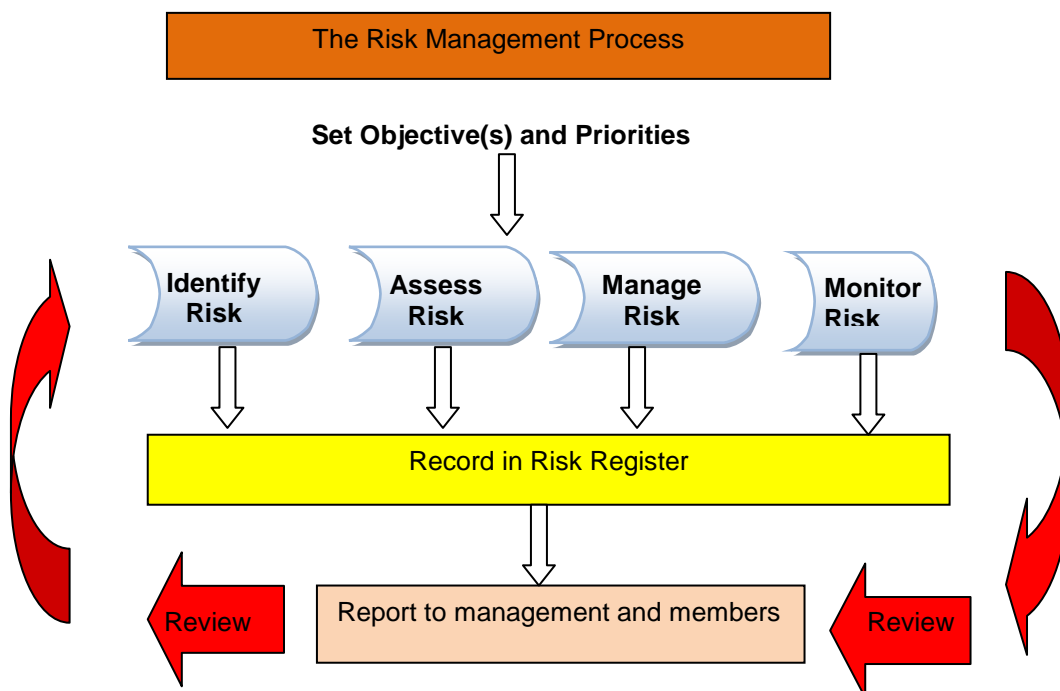 The Risk Management Process
Set Objective(s) and Priorities
Identify
Risk
Assess
Risk
Manage
Risk
Monitor
Risk
Record in Risk Register
Review
Report to management and members
Review